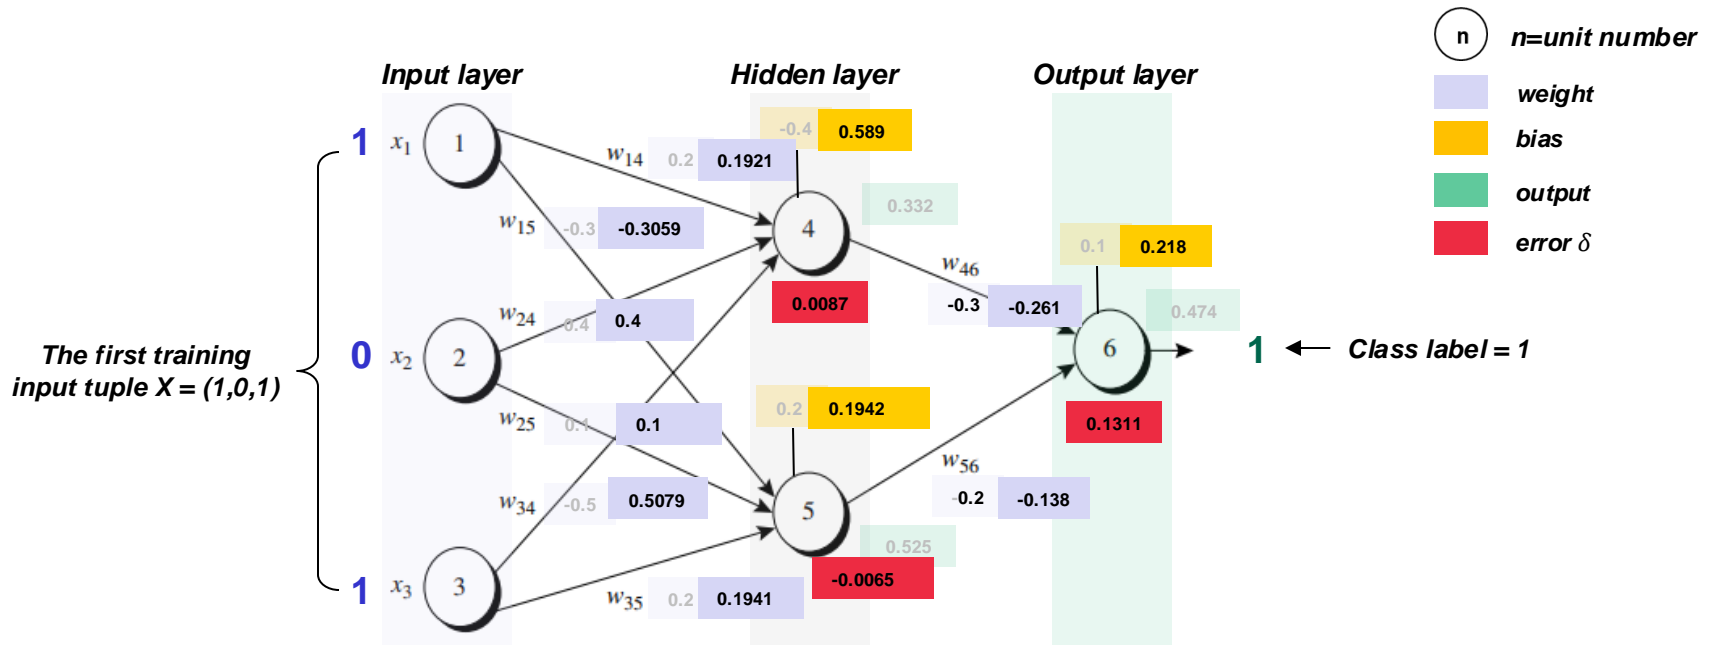 n n=unit number
Input layer Hidden layer Output layer
weight
-0.4 0.589
bias
1 x1 1
w14 0.2 0.1921
output
0.332
4
w15 -0.3 -0.3059
error δ
0.1 0.218
w46
-0.3 -0.261
0.0087
0.474
w24 0.4 0.4
The first training
input tuple X = (1,0,1)
0 x2 2
6
1 Class label = 1
0.2 0.1942
0.1311
w25 0.1 0.1
w56
-0.2 -0.138
w34 -0.5 0.5079
5
0.525
-0.0065
1 x3 3
w35 0.2 0.1941